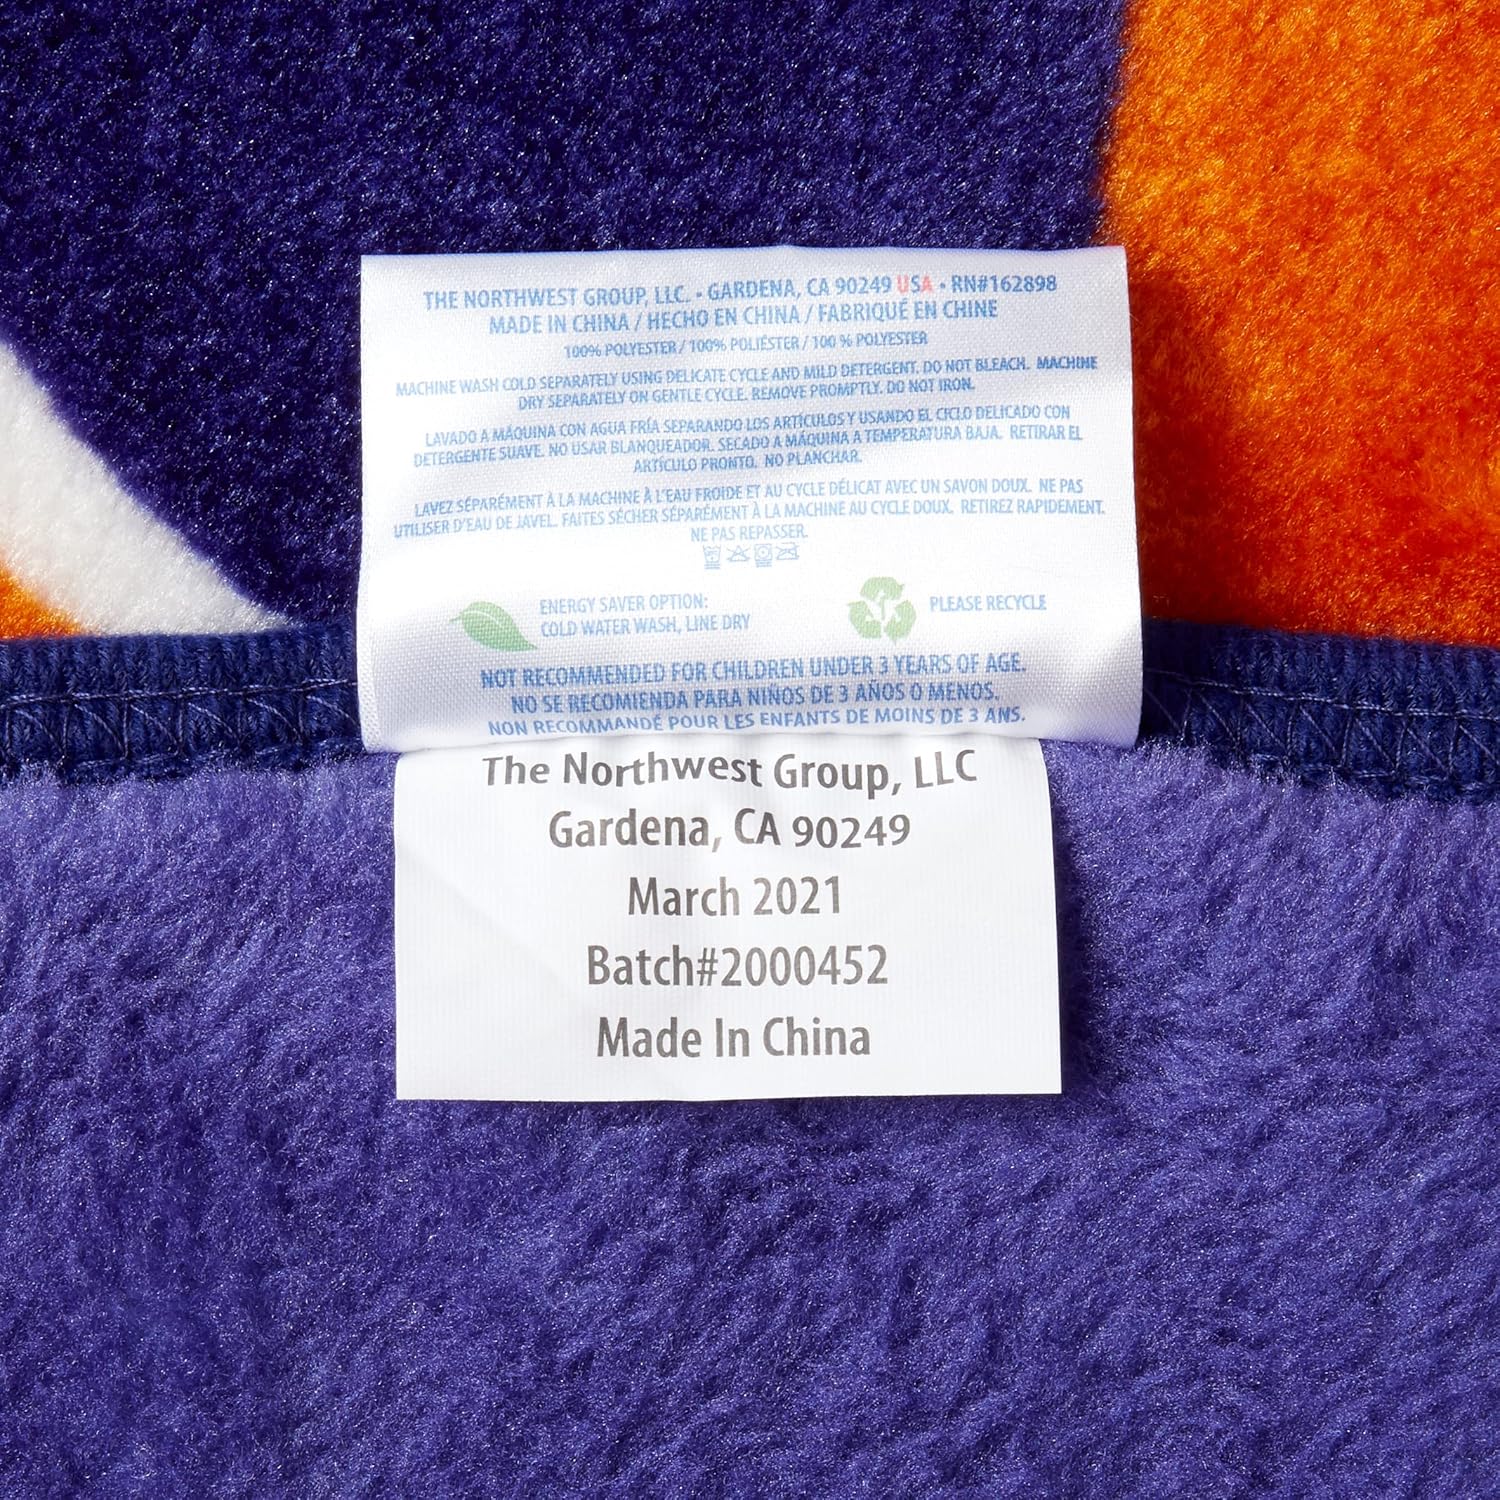 THE NORTHWEST GROUP, LLC. • GARDENA, CA 90249 USA • RN#162898
MADE IN CHINA / HECHO EN CHINA / FABRIQUÉ EN CHINE
100% POLYESTER / 100% POLIÉSTER / 100 % POLYESTER
MACHINE WASH COLD SEPARATELY USING DELICATE CYCLE AND MILD DETERGENT. DO NOT BLEACH. MACHINE
DRY SEPARATELY ON GENTLE CYCLE. REMOVE PROMPTLY. DO NOT IRON.
LAVADO A MÁQUINA CON AGUA FRÍA SEPARANDO LOS ARTÍCULOS Y USANDO EL CICLO DELICADO CON
DETERGENTE SUAVE. NO USAR BLANQUEADOR. SECADO A MÁQUINA A TEMPERATURA BAJA. RETIRAR EL
ARTÍCULO PRONTO. NO PLANCHAR.
LAVEZ SÉPARÉMENT À LA MACHINE À L'EAU FROIDE ET AU CYCLE DÉLICAT AVEC UN SAVON DOUX. NE PAS
UTILISER D'EAU DE JAVEL. FAITES SÉCHER SÉPARÉMENT À LA MACHINE AU CYCLE DOUX. RETIREZ RAPIDEMENT.
NE PAS REPASSER.
ENERGY SAVER OPTION:
COLD WATER WASH, LINE DRY
PLEASE RECYCLE
NOT RECOMMENDED FOR CHILDREN UNDER 3 YEARS OF AGE.
NO SE RECOMIENDA PARA NIÑOS DE 3 AÑOS O MENOS.
NON RECOMMANDÉ POUR LES ENFANTS DE MOINS DE 3 ANS.
The Northwest Group, LLC
Gardena, CA 90249
March 2021
Batch#2000452
Made In China